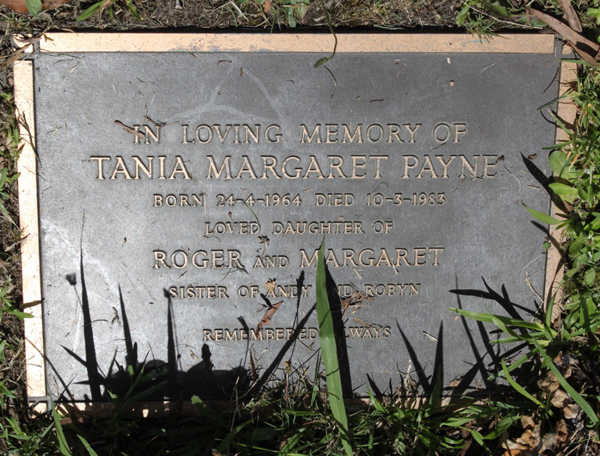 IN LOVING MEMORY OF
TANIA MARGARET PAYNE
BORN 24-4-1964 DIED 10-3-1983
LOVED DAUGHTER OF
ROGER AND MARGARET
SISTER OF ANDY AND ROBYN
REMEMBERED ALWAYS